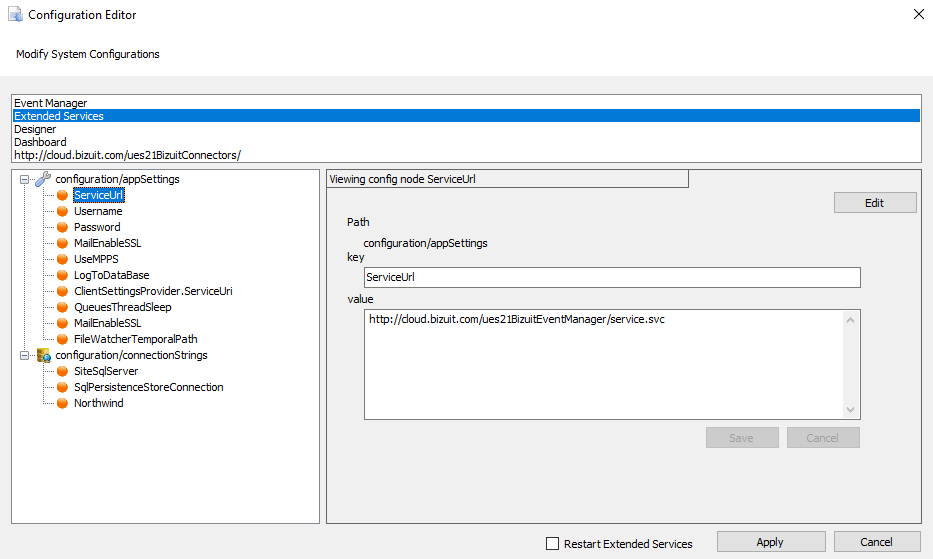 Configuration Editor
Modify System Configurations
Event Manager
Extended Services
Designer
Dashboard
http://cloud.bizuit.com/ues21BizuitConnectors/
configuration/appSettings
ServiceUrl
Username
Password
MailEnableSSL
UseMPPS
LogToDataBase
ClientSettingsProvider.ServiceUri
QueuesThreadSleep
MailEnableSSL
FileWatcherTemporalPath
configuration/connectionStrings
SiteSqlServer
SqlPersistenceStoreConnection
Northwind
Viewing config node ServiceUrl
Edit
Path
configuration/appSettings
key
ServiceUrl
value
http://cloud.bizuit.com/ues21BizuitEventManager/service.svc
Save Cancel
Restart Extended Services Apply Cancel